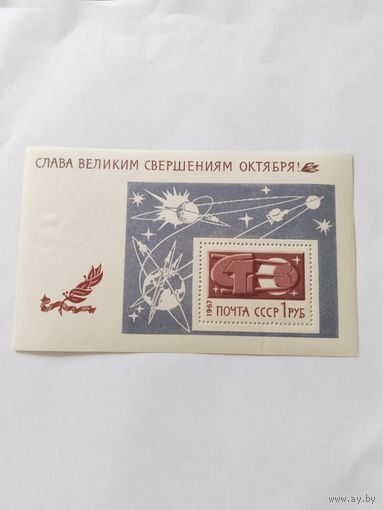 СЛАВА ВЕЛИКИМ СВЕРШЕНИЯМ ОКТЯБРЯ!
1967
ПОЧТА СССР 1 РУБ
© www.ay.by